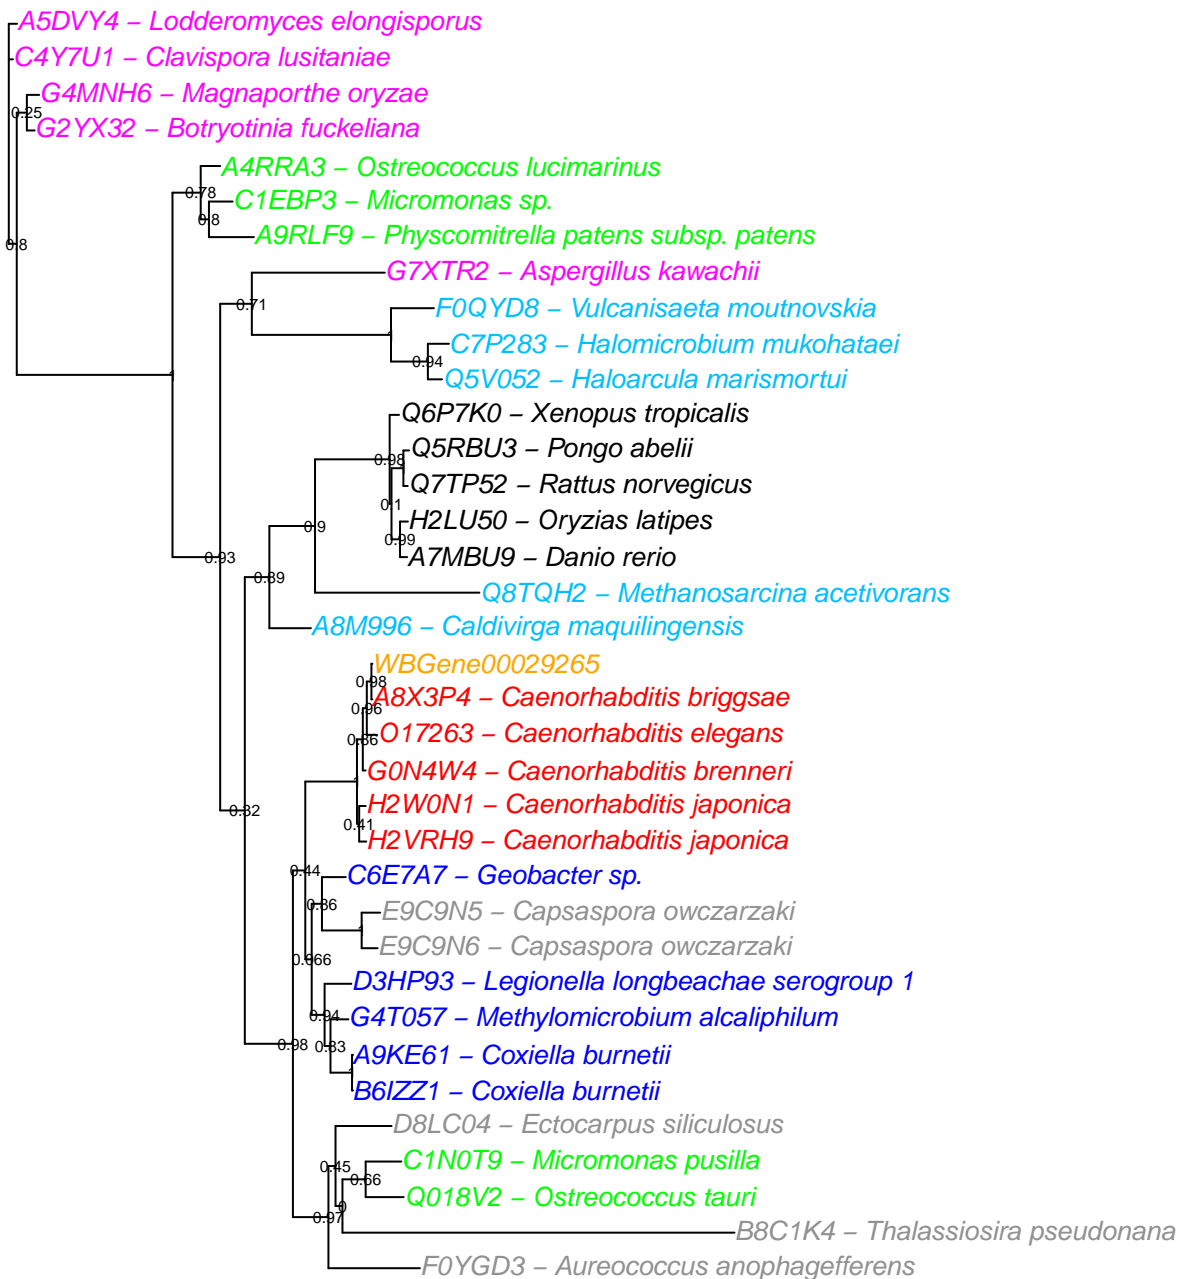 A5DVY4 – Lodderomyces elongisporus
C4Y7U1 – Clavispora lusitaniae
G4MNH6 – Magnaporthe oryzae
0.25
G2YX32 – Botryotinia fuckeliana
A4RRA3 – Ostreococcus lucimarinus
0.78
C1EBP3 – Micromonas sp.
0.8
A9RLF9 – Physcomitrella patens subsp. patens
0.8
G7XTR2 – Aspergillus kawachii
0.71
F0QYD8 – Vulcanisaeta moutnovskia
1
C7P283 – Halomicrobium mukohataei
0.94
1
Q5V052 – Haloarcula marismortui
Q6P7K0 – Xenopus tropicalis
Q5RBU3 – Pongo abelii
0.98
Q7TP52 – Rattus norvegicus
0.1
H2LU50 – Oryzias latipes
0.9
0.99
A7MBU9 – Danio rerio
0.93
0.89
Q8TQH2 – Methanosarcina acetivorans
A8M996 – Caldivirga maquilingensis
WBGene00029265
0.98
A8X3P4 – Caenorhabditis briggsae
0.96
O17263 – Caenorhabditis elegans
0.86
G0N4W4 – Caenorhabditis brenneri
1
H2W0N1 – Caenorhabditis japonica
0.82
0.41
H2VRH9 – Caenorhabditis japonica
0.44
C6E7A7 – Geobacter sp.
0.86
E9C9N5 – Capsaspora owczarzaki
1
E9C9N6 – Capsaspora owczarzaki
0.666
D3HP93 – Legionella longbeachae serogroup 1
0.94
G4T057 – Methylomicrobium alcaliphilum
0.98
0.83
A9KE61 – Coxiella burnetii
1
B6IZZ1 – Coxiella burnetii
D8LC04 – Ectocarpus siliculosus
0.45
C1N0T9 – Micromonas pusilla
0.66
Q018V2 – Ostreococcus tauri
0
0.97
B8C1K4 – Thalassiosira pseudonana
F0YGD3 – Aureococcus anophagefferens